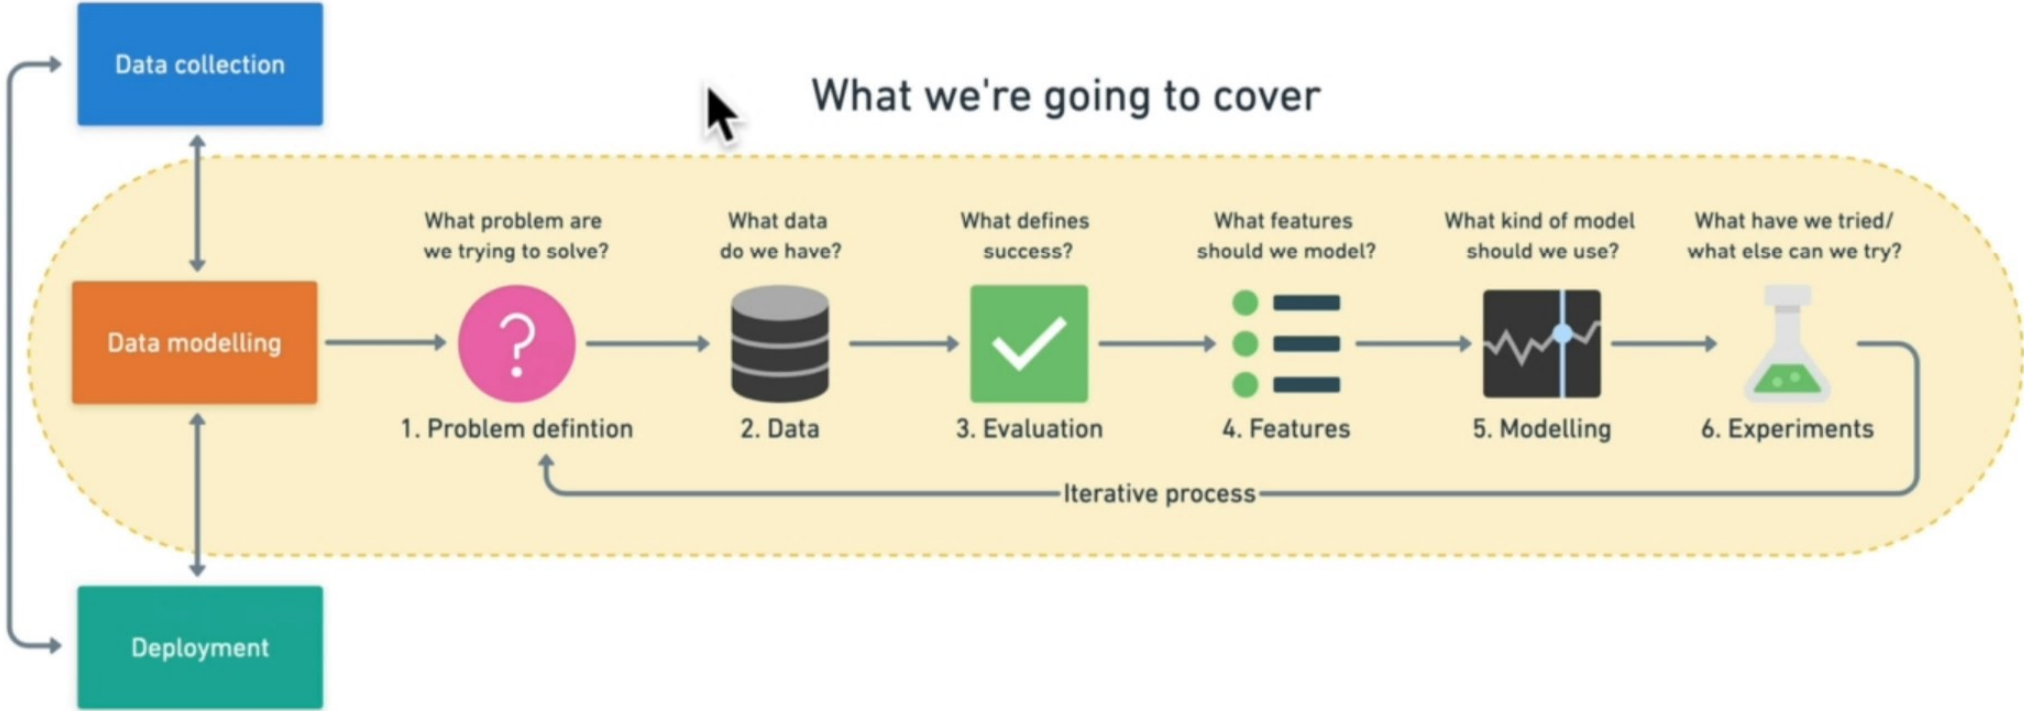 Data collection
What we're going to cover
What problem are
we trying to solve?
What data
do we have?
What defines
success?
What features
should we model?
What kind of model
should we use?
What have we tried/
what else can we try?
Data modelling
?
1. Problem defintion
2. Data
3. Evaluation
4. Features
5. Modelling
6. Experiments
Iterative process
Deployment